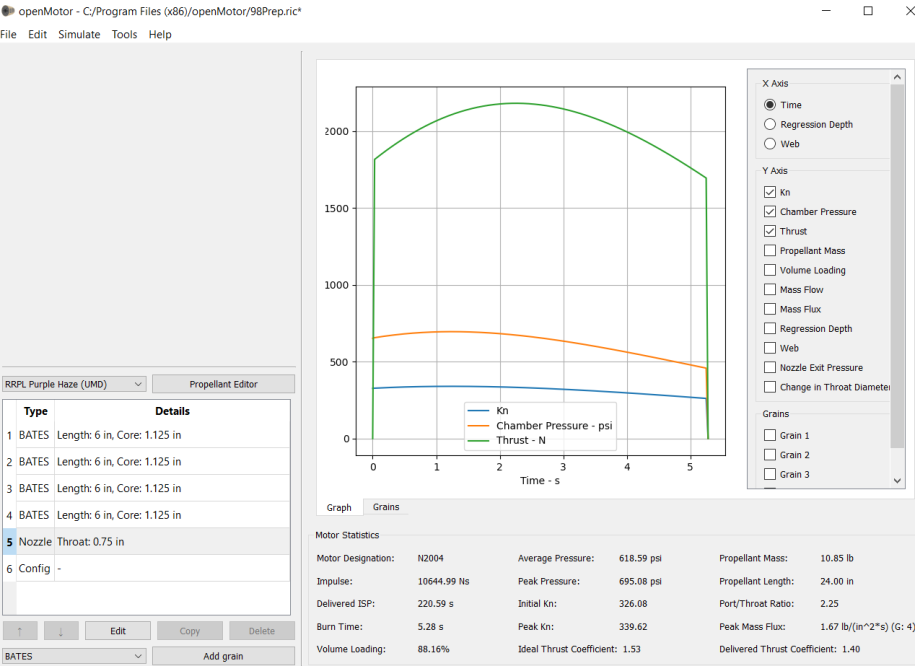 openMotor - C:/Program Files (x86)/openMotor/98Prep.ric*
File Edit Simulate Tools Help
2000
1500
1000
500
0
0 1 2 3 4 5
Time - s
Kn
Chamber Pressure - psi
Thrust - N
X Axis
Time
Regression Depth
Web
Y Axis
Kn
Chamber Pressure
Thrust
Propellant Mass
Volume Loading
Mass Flow
Mass Flux
Regression Depth
Web
Nozzle Exit Pressure
Change in Throat Diameter
Grains
Grain 1
Grain 2
Grain 3
RRPL Purple Haze (UMD) Propellant Editor
Type Details
1 BATES Length: 6 in, Core: 1.125 in
2 BATES Length: 6 in, Core: 1.125 in
3 BATES Length: 6 in, Core: 1.125 in
4 BATES Length: 6 in, Core: 1.125 in
5 Nozzle Throat: 0.75 in
6 Config -
↑ ↓ Edit Copy Delete
BATES Add grain
Graph Grains
Motor Statistics
Motor Designation: N2004 Average Pressure: 618.59 psi Propellant Mass: 10.85 lb
Impulse: 10644.99 Ns Peak Pressure: 695.08 psi Propellant Length: 24.00 in
Delivered ISP: 220.59 s Initial Kn: 326.08 Port/Throat Ratio: 2.25
Burn Time: 5.28 s Peak Kn: 339.62 Peak Mass Flux: 1.67 lb/(in^2*s) (G: 4)
Volume Loading: 88.16% Ideal Thrust Coefficient: 1.53 Delivered Thrust Coefficient: 1.40